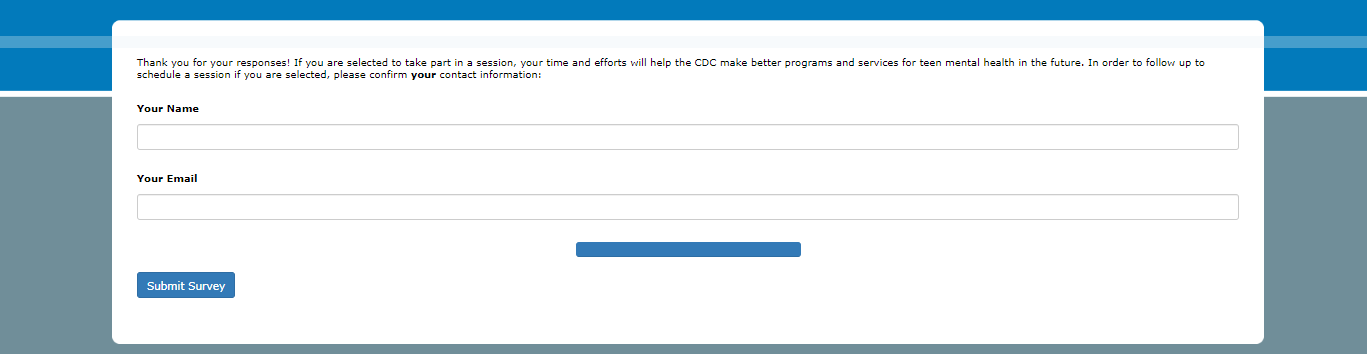 Thank you for your responses! If you are selected to take part in a session, your time and efforts will help the CDC make better programs and services for teen mental health in the future. In order to follow up to
schedule a session if you are selected, please confirm your contact information:
Your Name
Your Email
Submit Survey